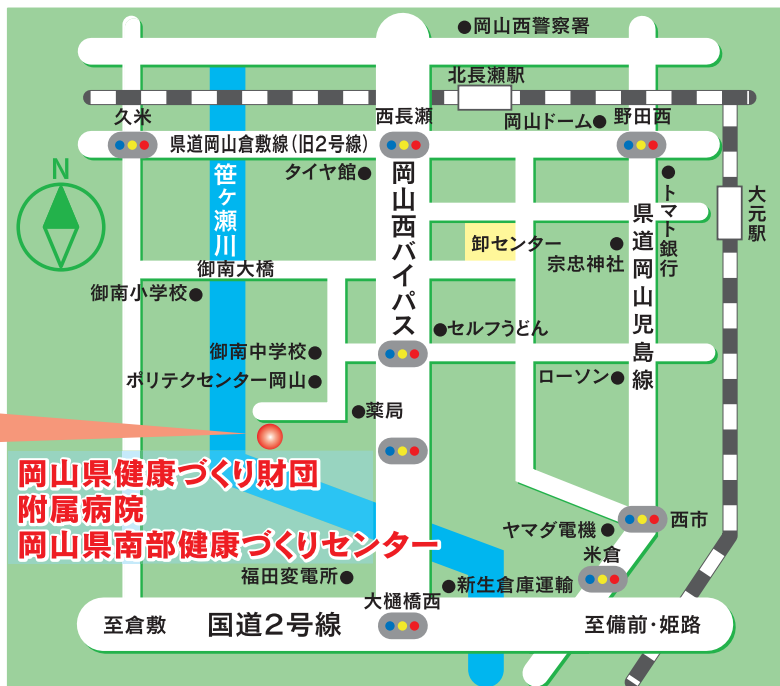 岡山西警察署
北長瀬駅
久米
西長瀬
岡山ドーム
野田西
県道岡山倉敷線(旧2号線)
N
タイヤ館
笹ヶ瀬川
岡山西バイパス
トマト銀行
大元駅
県道岡山児島線
卸センター
宗忠神社
御南大橋
御南小学校
セルフうどん
御南中学校
ポリテクセンター岡山
ローソン
薬局
岡山県健康づくり財団
附属病院
岡山県南部健康づくりセンター
西市
ヤマダ電機
米倉
福田変電所
新生倉庫運輸
大樋橋西
至倉敷
国道2号線
至備前・姫路